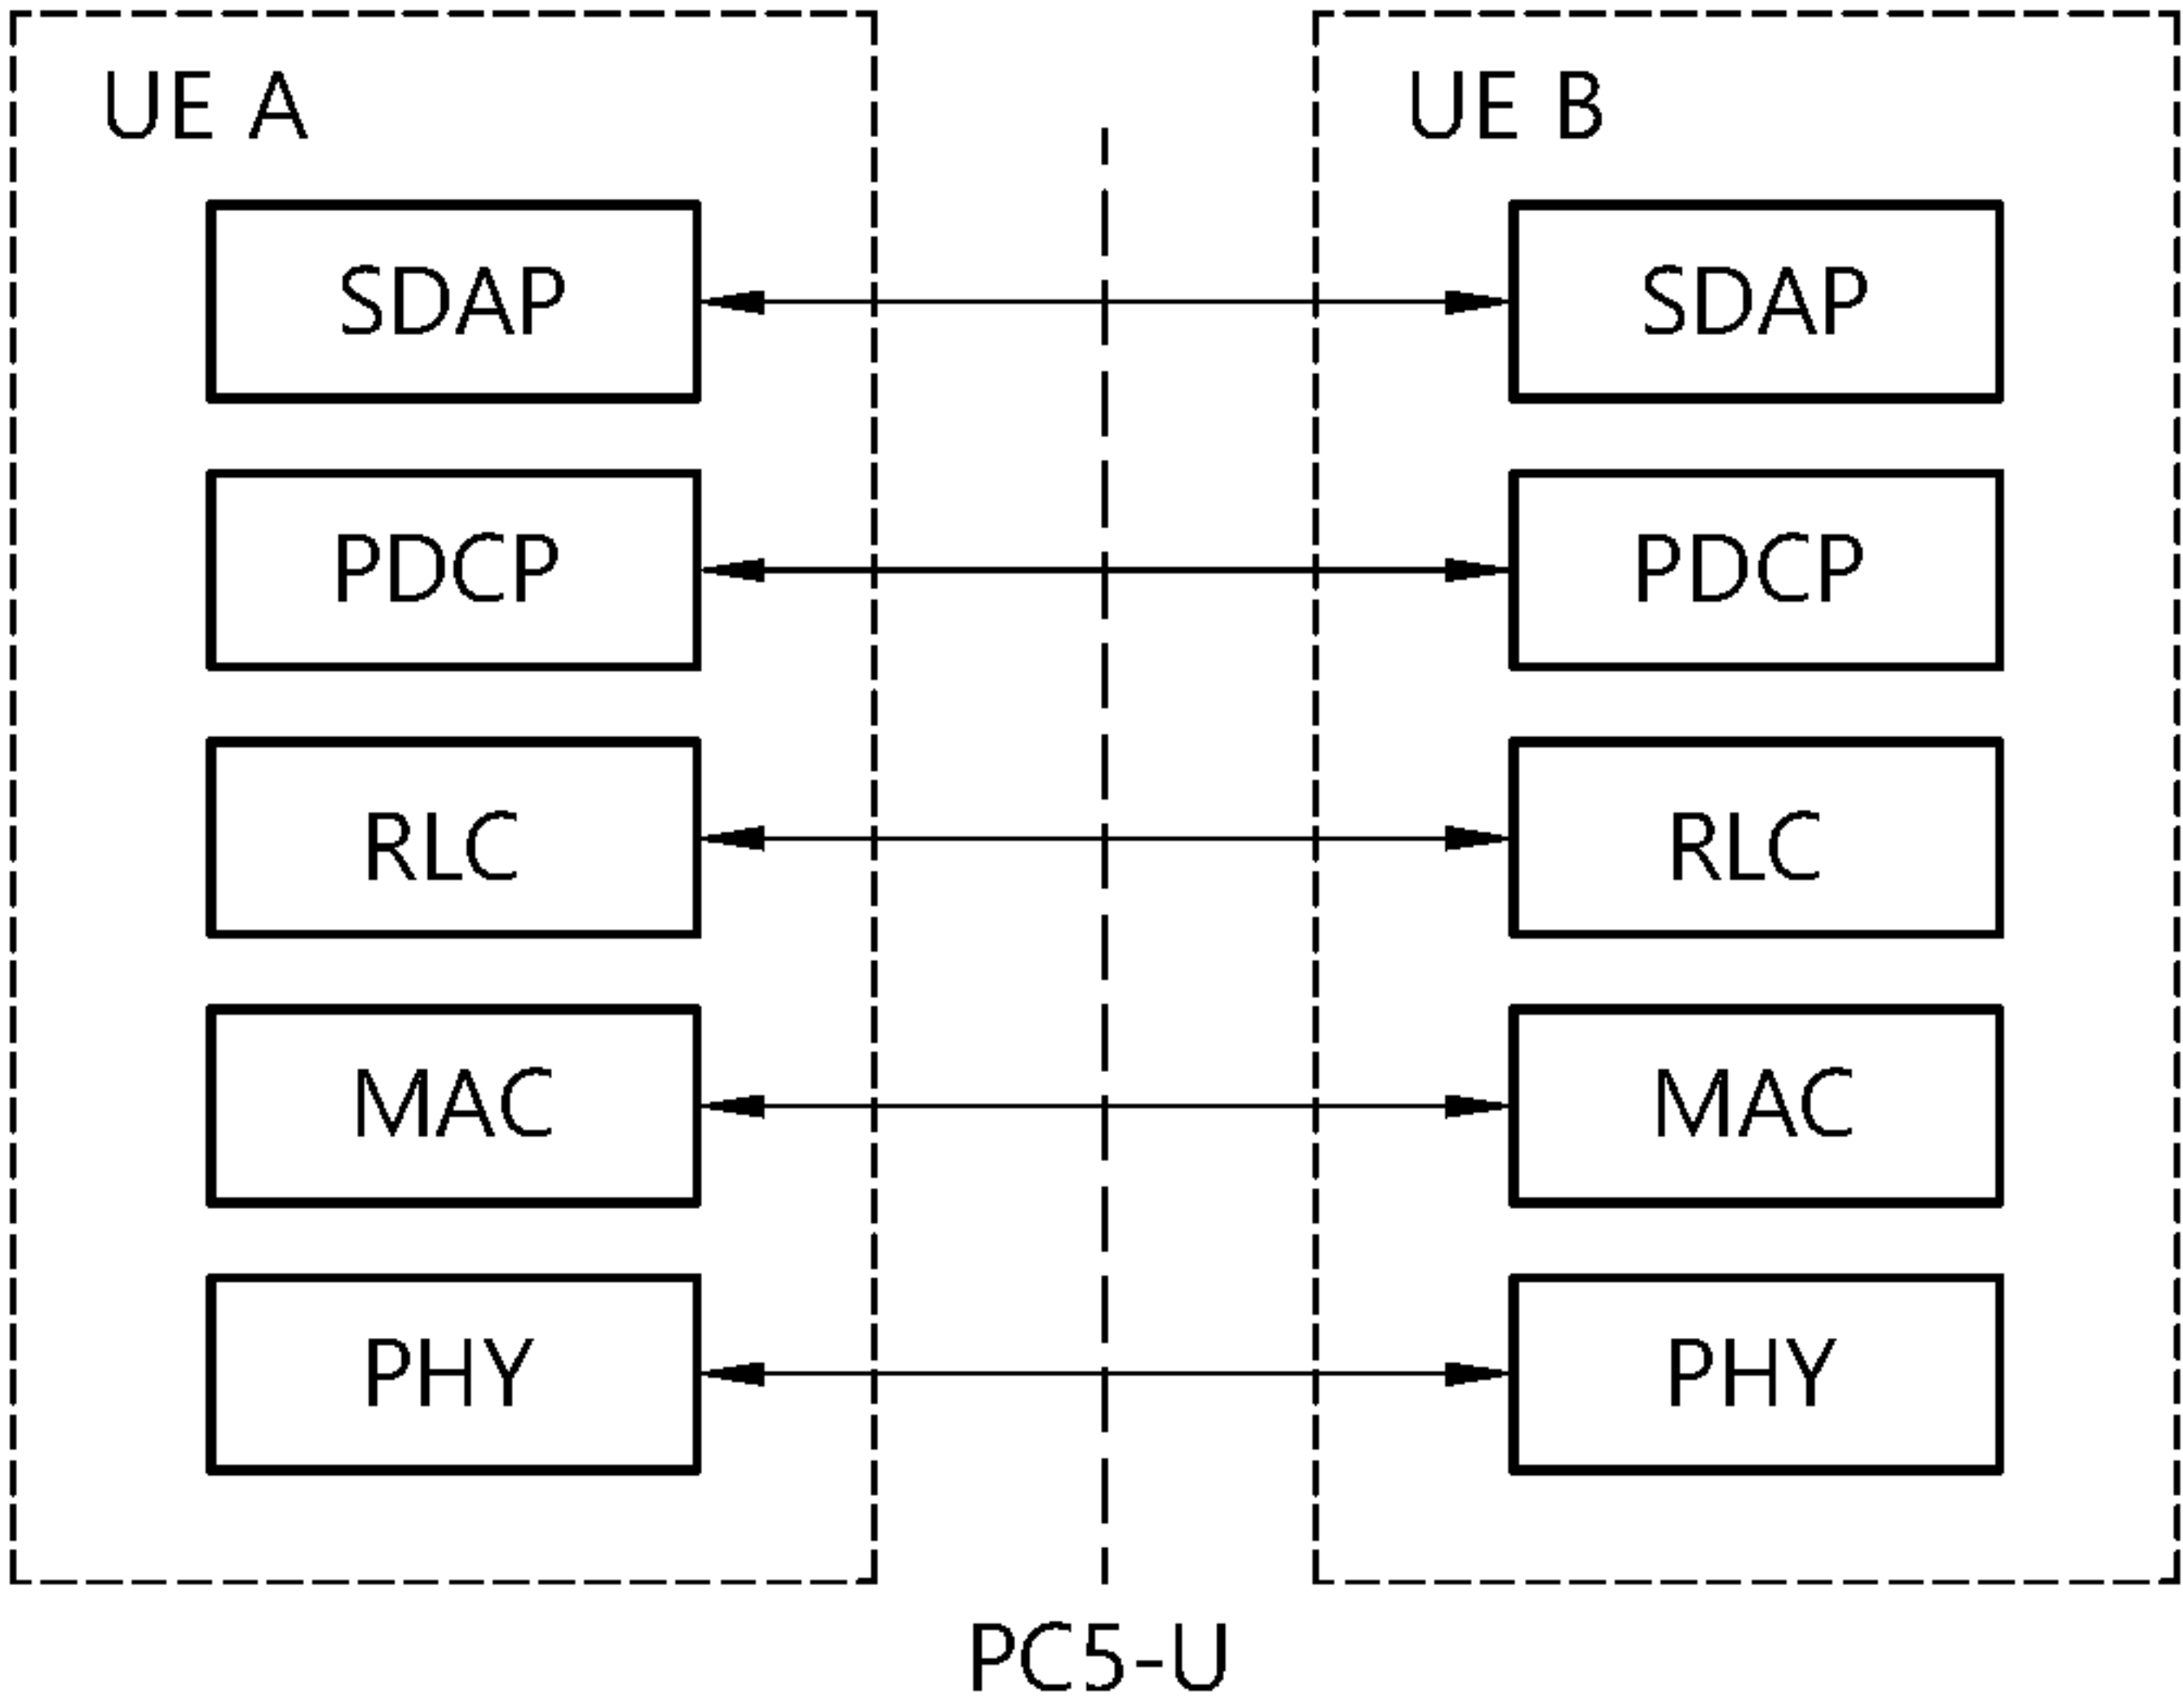 UE A
UE B
SDAP
SDAP
PDCP
PDCP
RLC
RLC
MAC
MAC
PHY
PHY
PC5-U